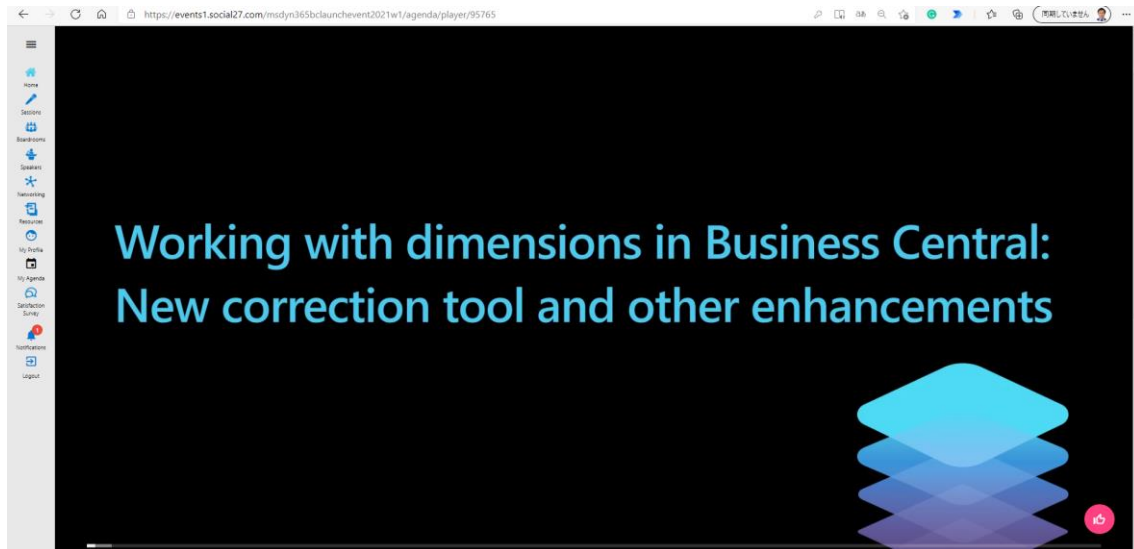 https://events1.social27.com/msdyn365bclaunchevent2021w1/agenda/player/95765
同期していません
Home
Sessions
Boardrooms
Speakers
Networking
Resources
My Profile
My Agenda
Satisfaction
Survey
1
Notifications
Logout
Working with dimensions in Business Central:
New correction tool and other enhancements